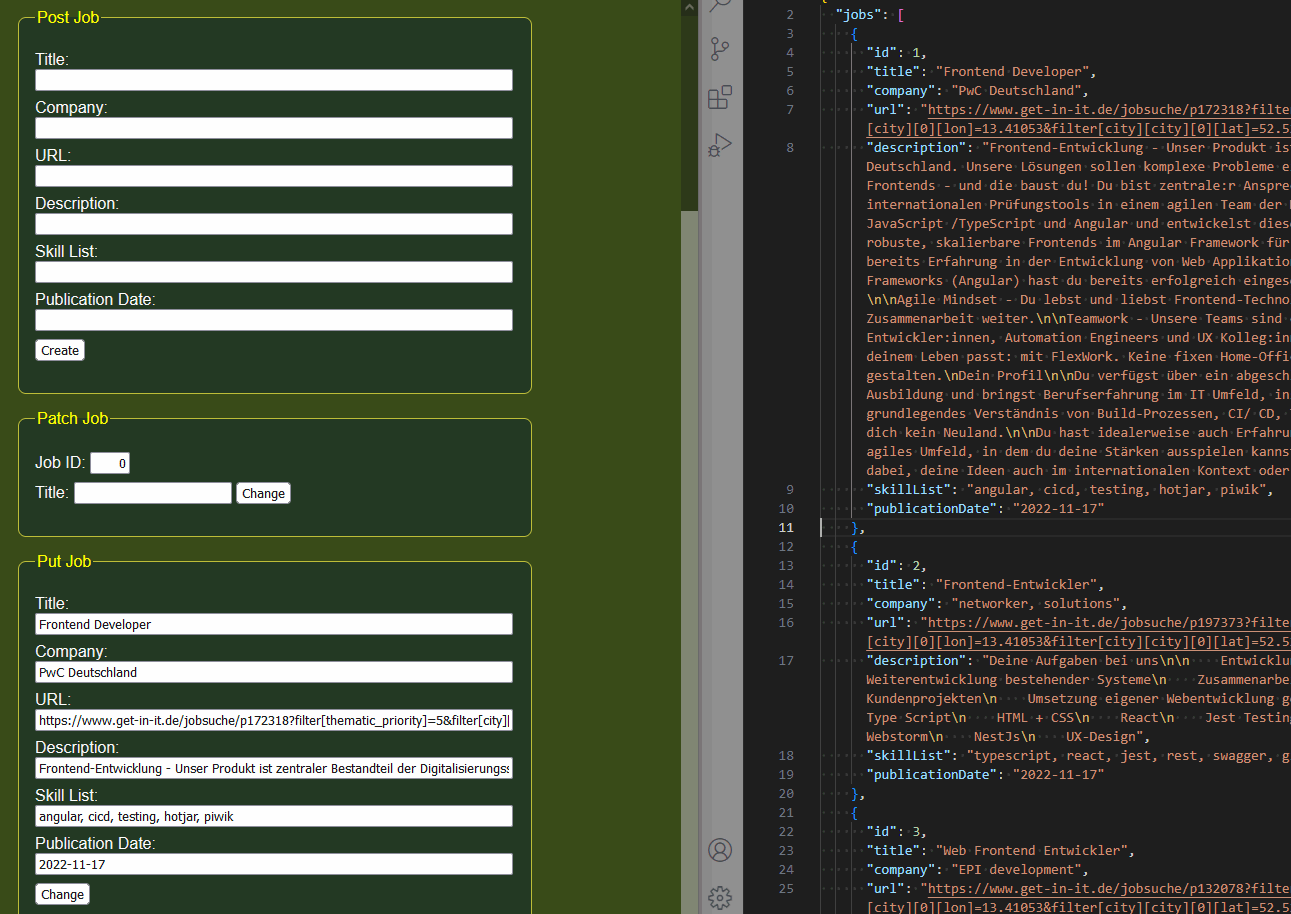 Post Job
Title:
Company:
URL:
Description:
Skill List:
Publication Date:
Create
Patch Job
Job ID: 0
Title: Change
Put Job
Title:
Frontend Developer
Company:
PwC Deutschland
URL:
https://www.get-in-it.de/jobsuche/p172318?filter[thematic_priority]=5&filter[city][
Description:
Frontend-Entwicklung - Unser Produkt ist zentraler Bestandteil der Digitalisierungss
Skill List:
angular, cicd, testing, hotjar, piwik
Publication Date:
2022-11-17
Change
2 "jobs": [
3 {
4 "id": 1,
5 "title": "Frontend Developer",
6 "company": "PwC Deutschland",
7 "url": "https://www.get-in-it.de/jobsuche/p172318?filte
[city][0][lon]=13.41053&filter[city][city][0][lat]=52.5
8 "description": "Frontend-Entwicklung - Unser Produkt is
Deutschland. Unsere Lösungen sollen komplexe Probleme e
Frontends - und die baust du! Du bist zentrale:r Anspre
internationalen Prüfungstools in einem agilen Team der
JavaScript /TypeScript und Angular und entwickelst dies
robuste, skalierbare Frontends im Angular Framework für
bereits Erfahrung in der Entwicklung von Web Applikatio
Frameworks (Angular) hast du bereits erfolgreich einges
\n\nAgile Mindset - Du lebst und liebst Frontend-Techno
Zusammenarbeit weiter.\n\nTeamwork - Unsere Teams sind
Entwickler:innen, Automation Engineers und UX Kolleg:in
deinem Leben passt: mit FlexWork. Keine fixen Home-Offi
gestalten.\nDein Profil\n\nDu verfügst über ein abgesch
Ausbildung und bringst Berufserfahrung im IT Umfeld, in
grundlegendes Verständnis von Build-Prozessen, CI/ CD,
dich kein Neuland.\n\nDu hast idealerweise auch Erfahru
agiles Umfeld, in dem du deine Stärken ausspielen kanns
dabei, deine Ideen auch im internationalen Kontext oder
9 "skillList": "angular, cicd, testing, hotjar, piwik",
10 "publicationDate": "2022-11-17"
11 },
12 {
13 "id": 2,
14 "title": "Frontend-Entwickler",
15 "company": "networker, solutions",
16 "url": "https://www.get-in-it.de/jobsuche/p197373?filte
[city][0][lon]=13.41053&filter[city][city][0][lat]=52.5
17 "description": "Deine Aufgaben bei uns\n\n Entwicklu
Weiterentwicklung bestehender Systeme\n Zusammenarbe
Kundenprojekten\n Umsetzung eigener Webentwicklung g
Type Script\n HTML + CSS\n React\n Jest Testin
Webstorm\n NestJs\n UX-Design",
18 "skillList": "typescript, react, jest, rest, swagger, g
19 "publicationDate": "2022-11-17"
20 },
21 {
22 "id": 3,
23 "title": "Web Frontend Entwickler",
24 "company": "EPI development",
25 "url": "https://www.get-in-it.de/jobsuche/p132078?filte
[city][0][lon]=13.41053&filter[city][city][0][lat]=52.5